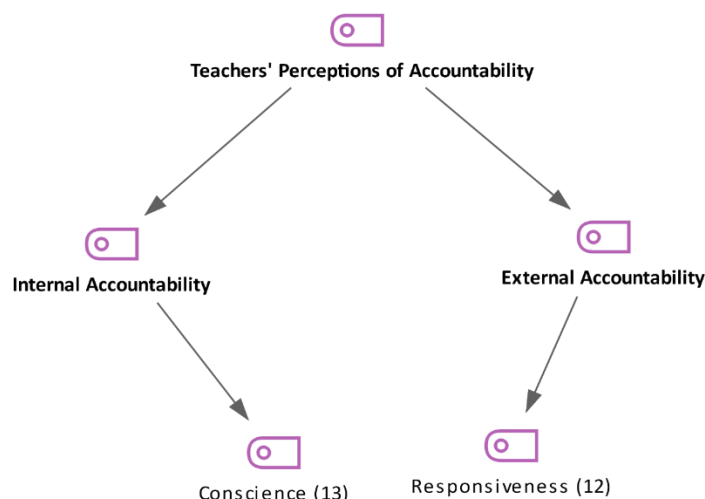 Teachers' Perceptions of Accountability
Internal Accountability
External Accountability
Conscience (13)
Responsiveness (12)